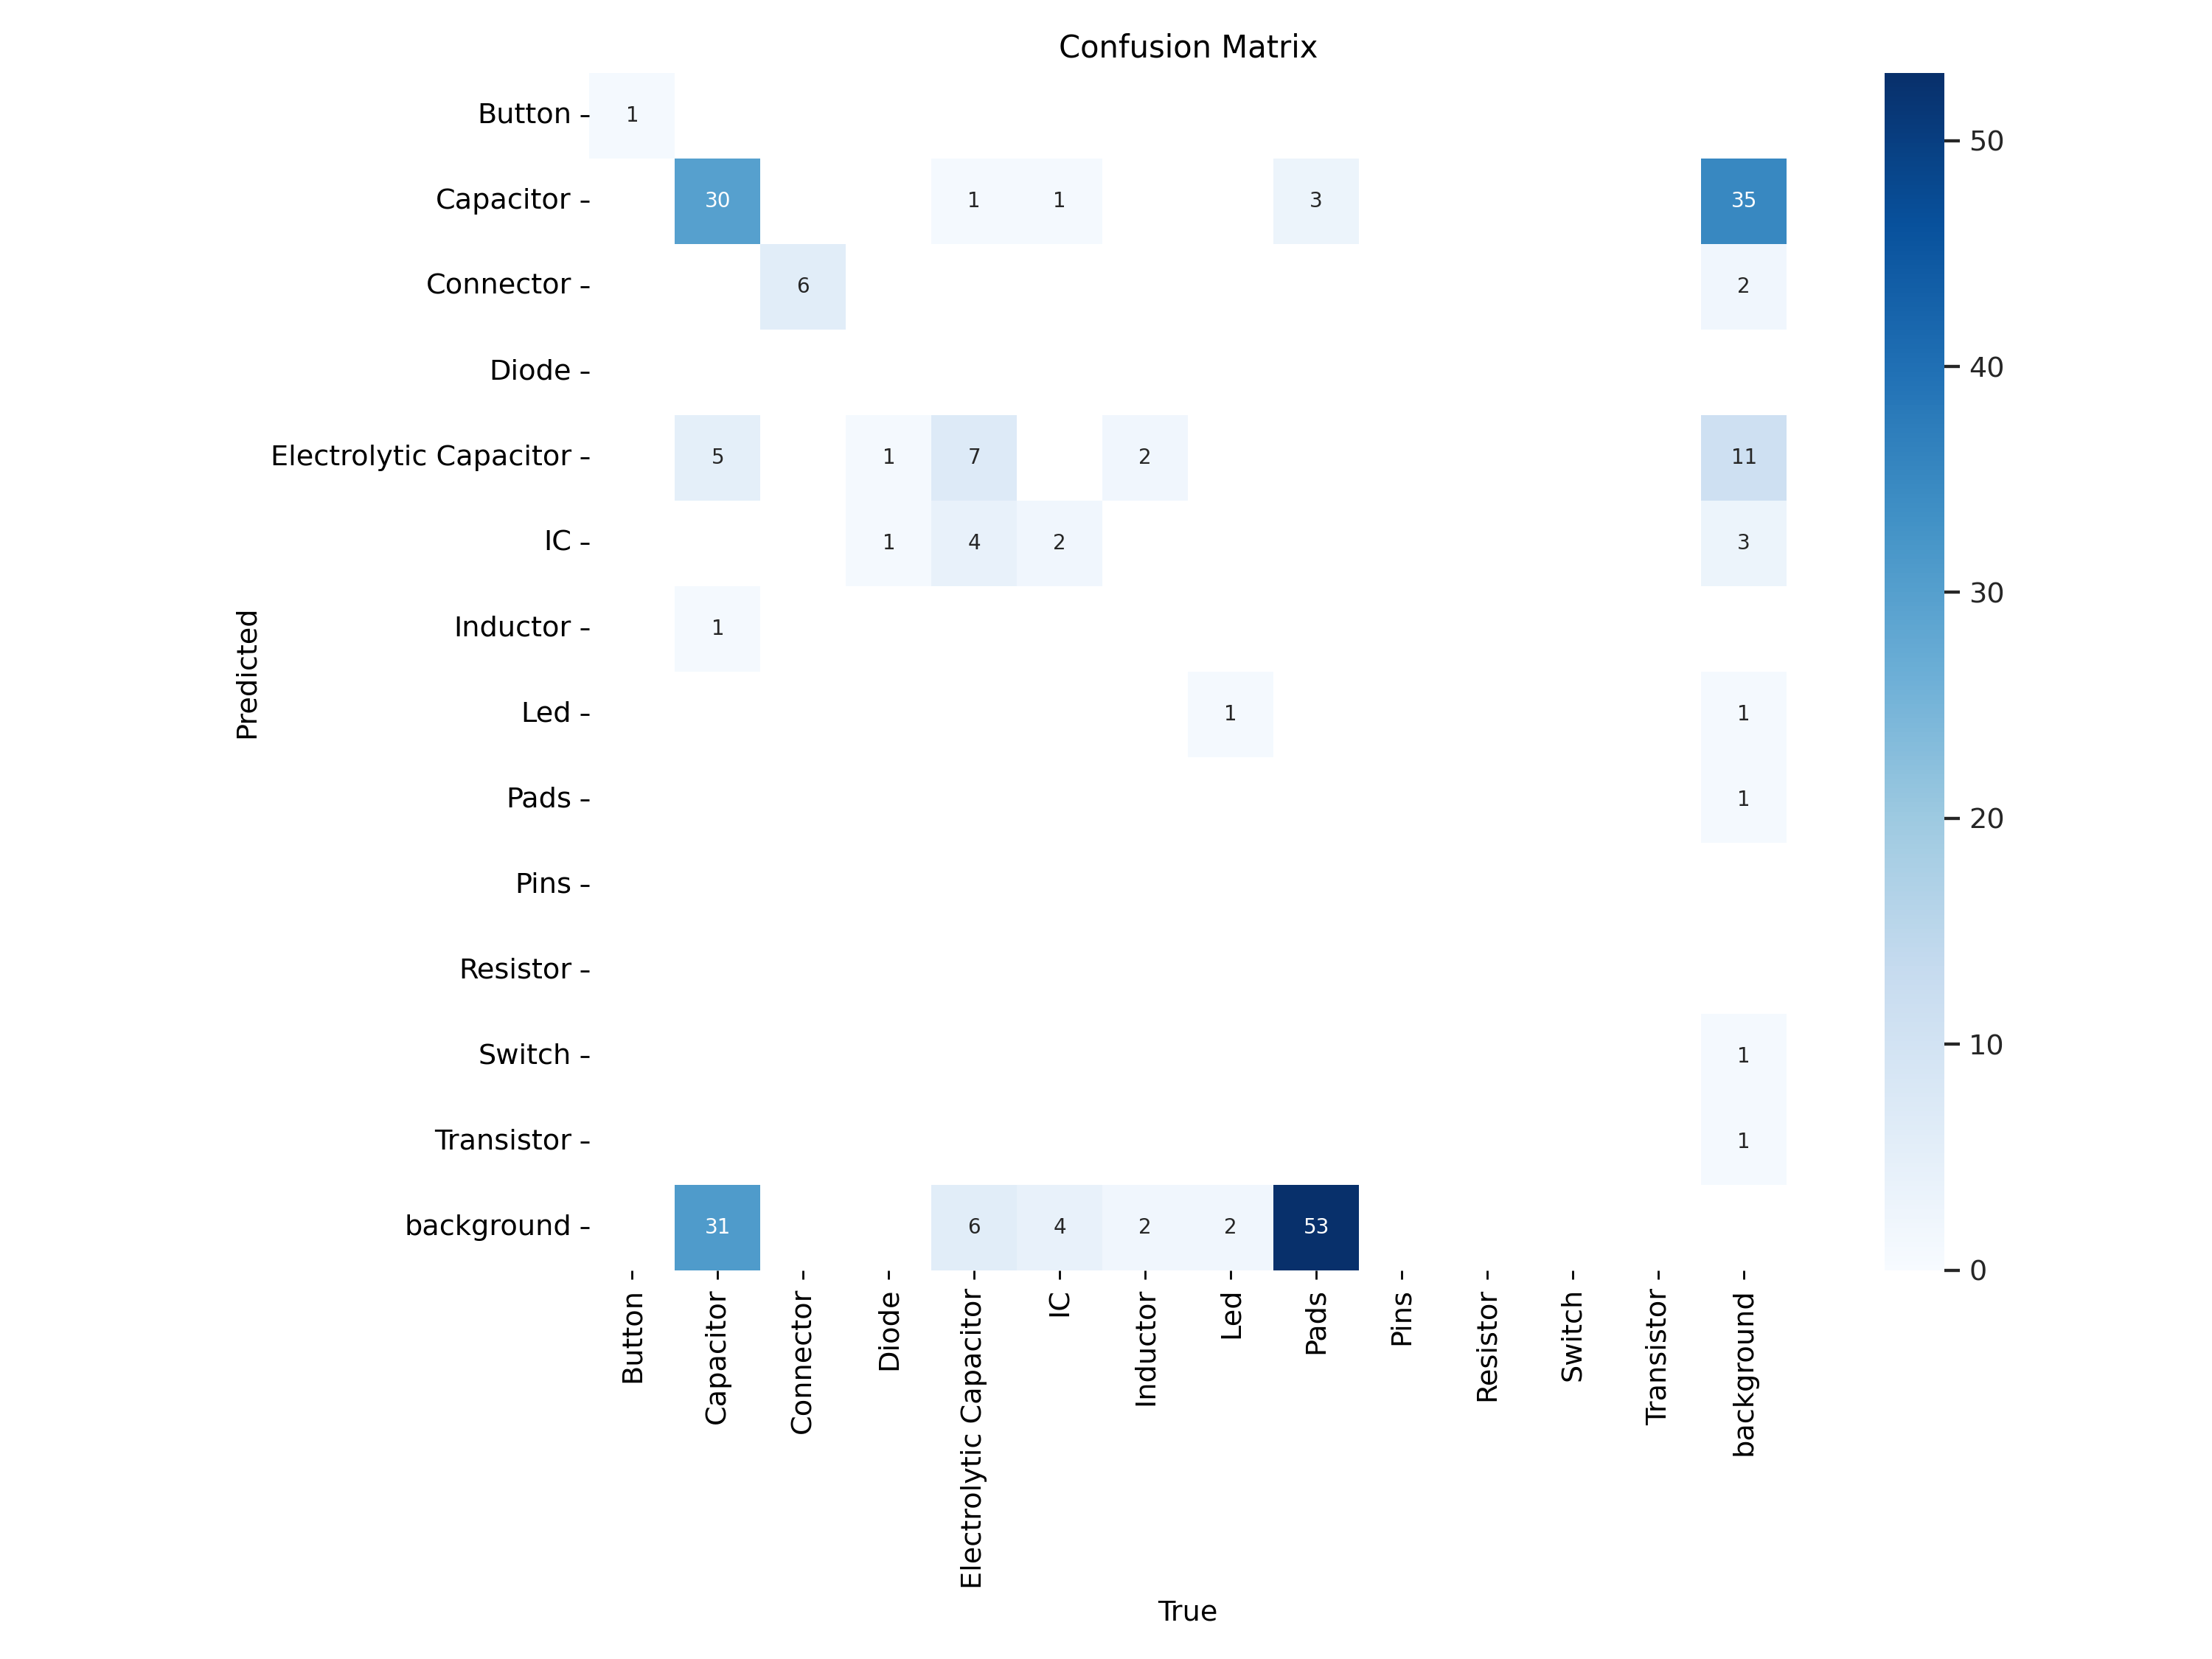 Confusion Matrix
Button 1
Capacitor 30 1 1 3 35
Connector 6 2
Diode
Electrolytic Capacitor 5 1 7 2 11
IC 1 4 2 3
Inductor 1
Led 1 1
Pads 1
Pins
Resistor
Switch 1
Transistor 1
background 31 6 4 2 2 53
Predicted
Button Capacitor Connector Diode Electrolytic Capacitor IC Inductor Led Pads Pins Resistor Switch Transistor background
True
50
40
30
20
10
0